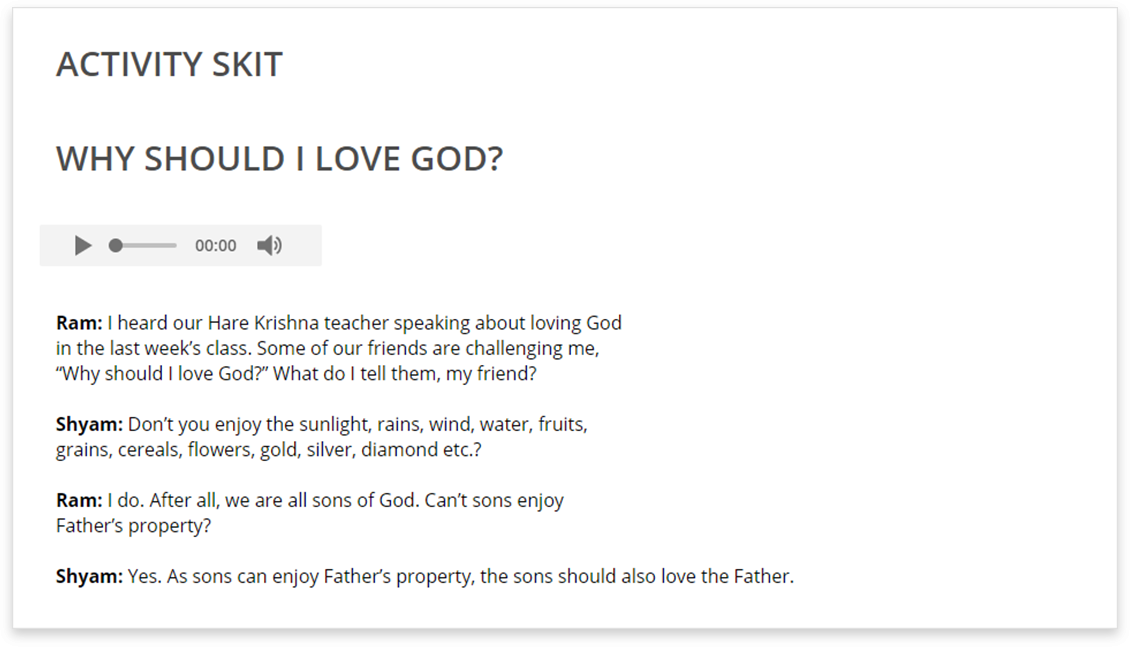 ACTIVITY SKIT
WHY SHOULD I LOVE GOD?
00:00
Ram: I heard our Hare Krishna teacher speaking about loving God
in the last week’s class. Some of our friends are challenging me,
“Why should I love God?” What do I tell them, my friend?
Shyam: Don’t you enjoy the sunlight, rains, wind, water, fruits,
grains, cereals, flowers, gold, silver, diamond etc.?
Ram: I do. After all, we are all sons of God. Can’t sons enjoy
Father’s property?
Shyam: Yes. As sons can enjoy Father’s property, the sons should also love the Father.